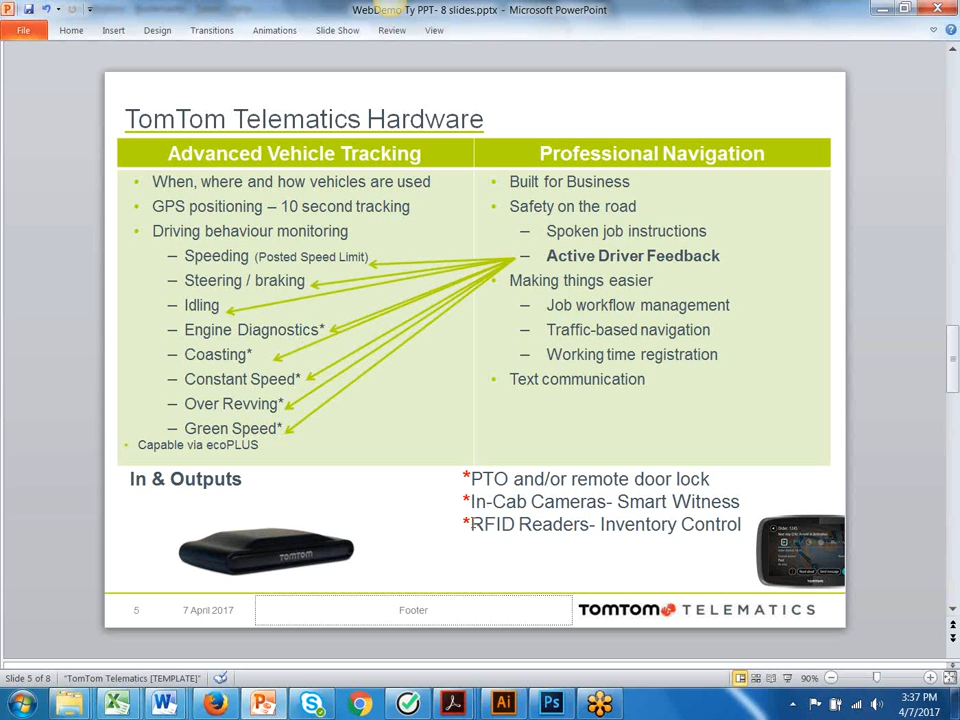 WebDemo Ty PPT- 8 slides.pptx - Microsoft PowerPoint
File Home Insert Design Transitions Animations Slide Show Review View
TomTom Telematics Hardware
Advanced Vehicle Tracking
• When, where and how vehicles are used
• GPS positioning – 10 second tracking
• Driving behaviour monitoring
– Speeding (Posted Speed Limit)
– Steering / braking
– Idling
– Engine Diagnostics*
– Coasting*
– Constant Speed*
– Over Revving*
– Green Speed*
• Capable via ecoPLUS
Professional Navigation
• Built for Business
• Safety on the road
– Spoken job instructions
– Active Driver Feedback
• Making things easier
– Job workflow management
– Traffic-based navigation
– Working time registration
• Text communication
In & Outputs
*PTO and/or remote door lock
*In-Cab Cameras- Smart Witness
*RFID Readers- Inventory Control
TOMTOM
5 7 April 2017 Footer
TOMTOM TELEMATICS
Slide 5 of 8 "TomTom Telematics [TEMPLATE]" 90%
3:37 PM
4/7/2017